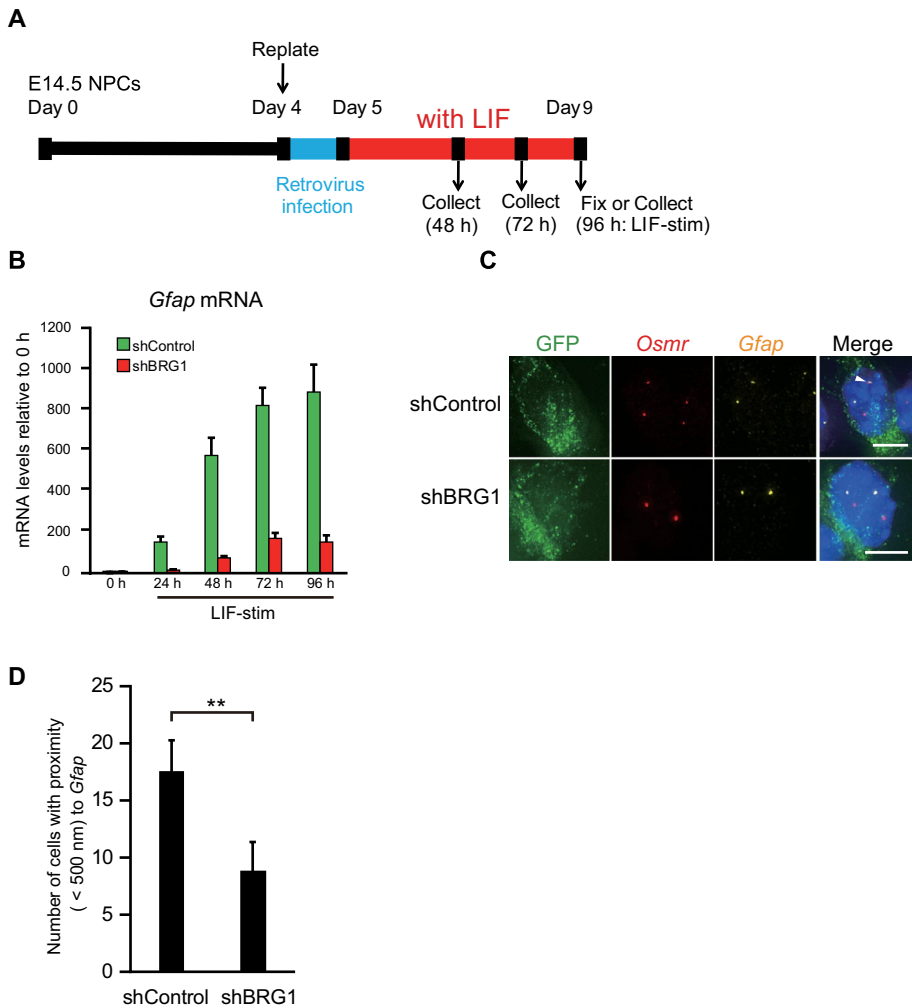 A
Replate
E14.5 NPCs
Day 0
Day 4
Day 5
with LIF
Day 9
Retrovirus
infection
Collect
(48 h)
Collect
(72 h)
Fix or Collect
(96 h: LIF-stim)
B
Gfap mRNA
shControl
shBRG1
mRNA levels relative to 0 h
1200
1000
800
600
400
200
0
0 h
24 h
48 h
72 h
96 h
LIF-stim
C
GFP
Osmr
Gfap
Merge
shControl
shBRG1
D
Number of cells with proximity
( < 500 nm) to Gfap
25
20
15
10
5
0
**
shControl
shBRG1